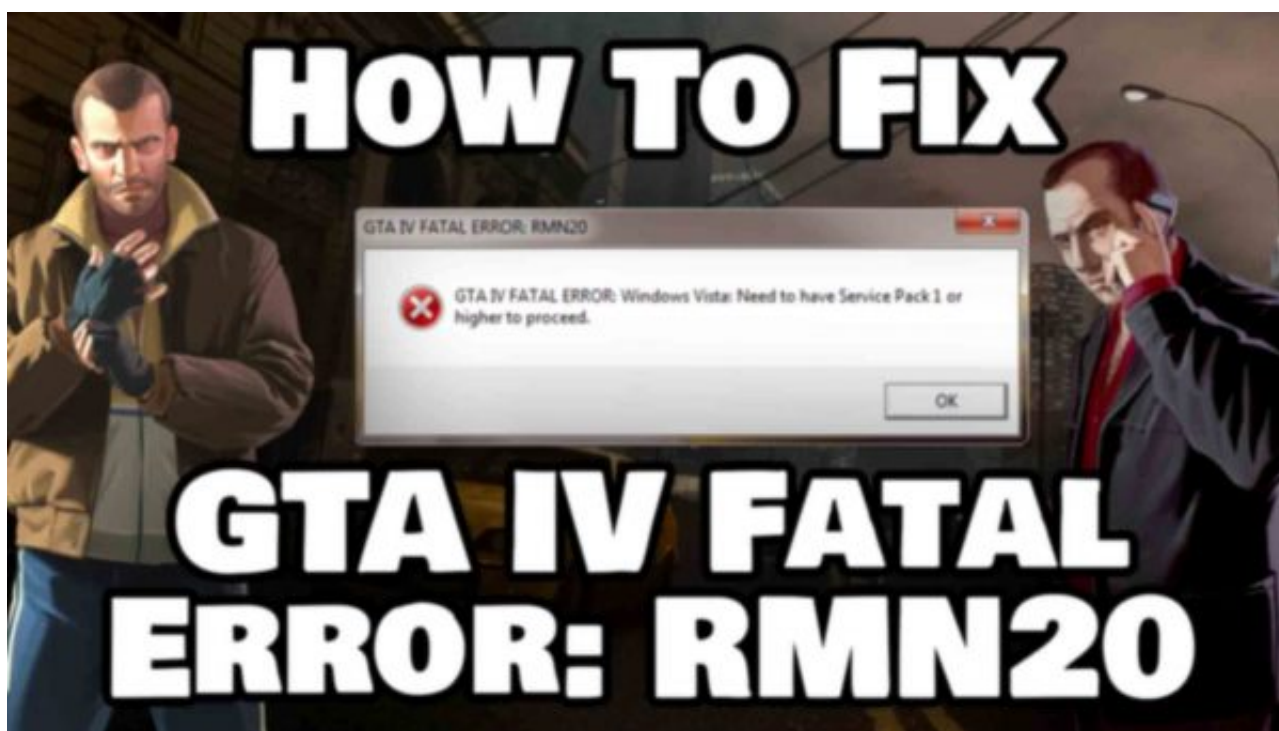 HOW TO FIX
GTA IV FATAL ERROR: RMN20
GTA IV FATAL ERROR: Windows Vista: Need to have Service Pack 1 or
higher to proceed.
OK
GTA IV FATAL
ERROR: RMN20